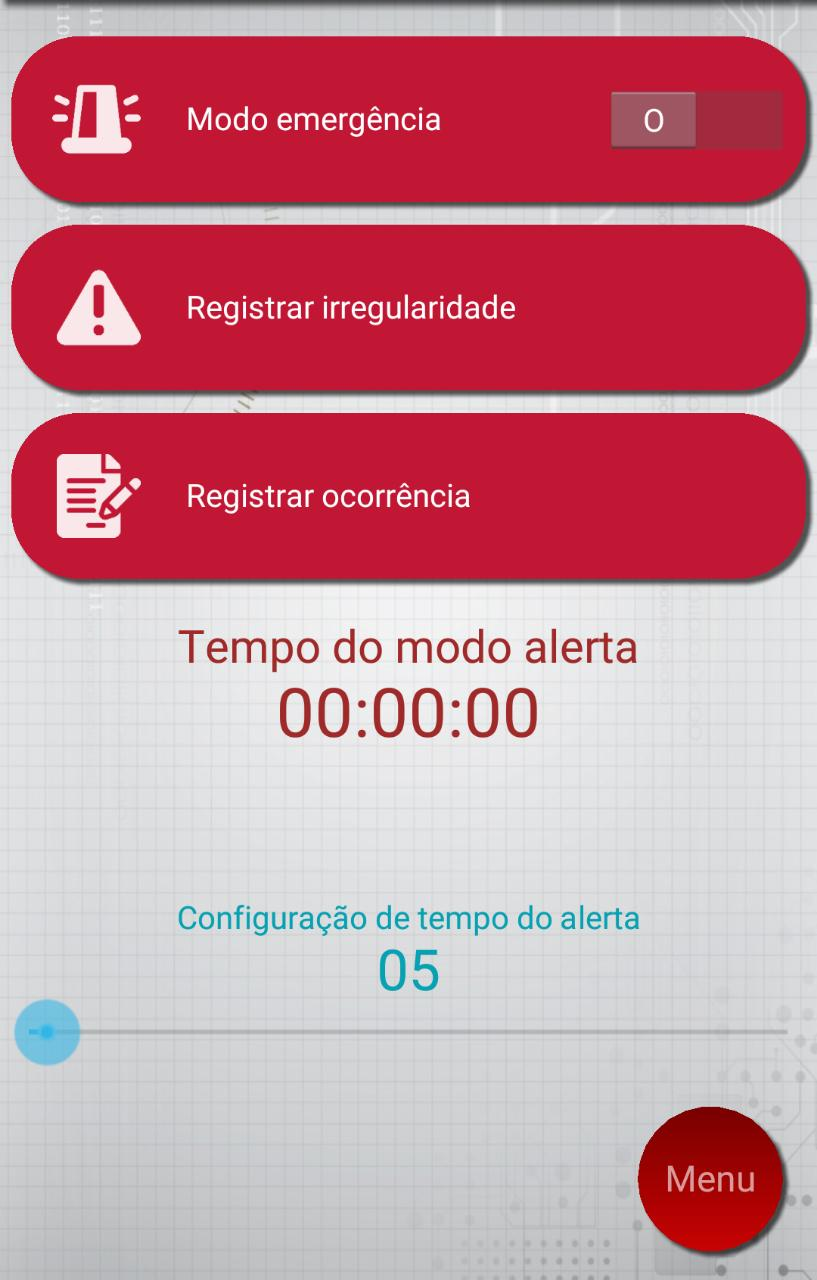 Modo emergência
O
Registrar irregularidade
Registrar ocorrência
Tempo do modo alerta
00:00:00
Configuração de tempo do alerta
05
Menu